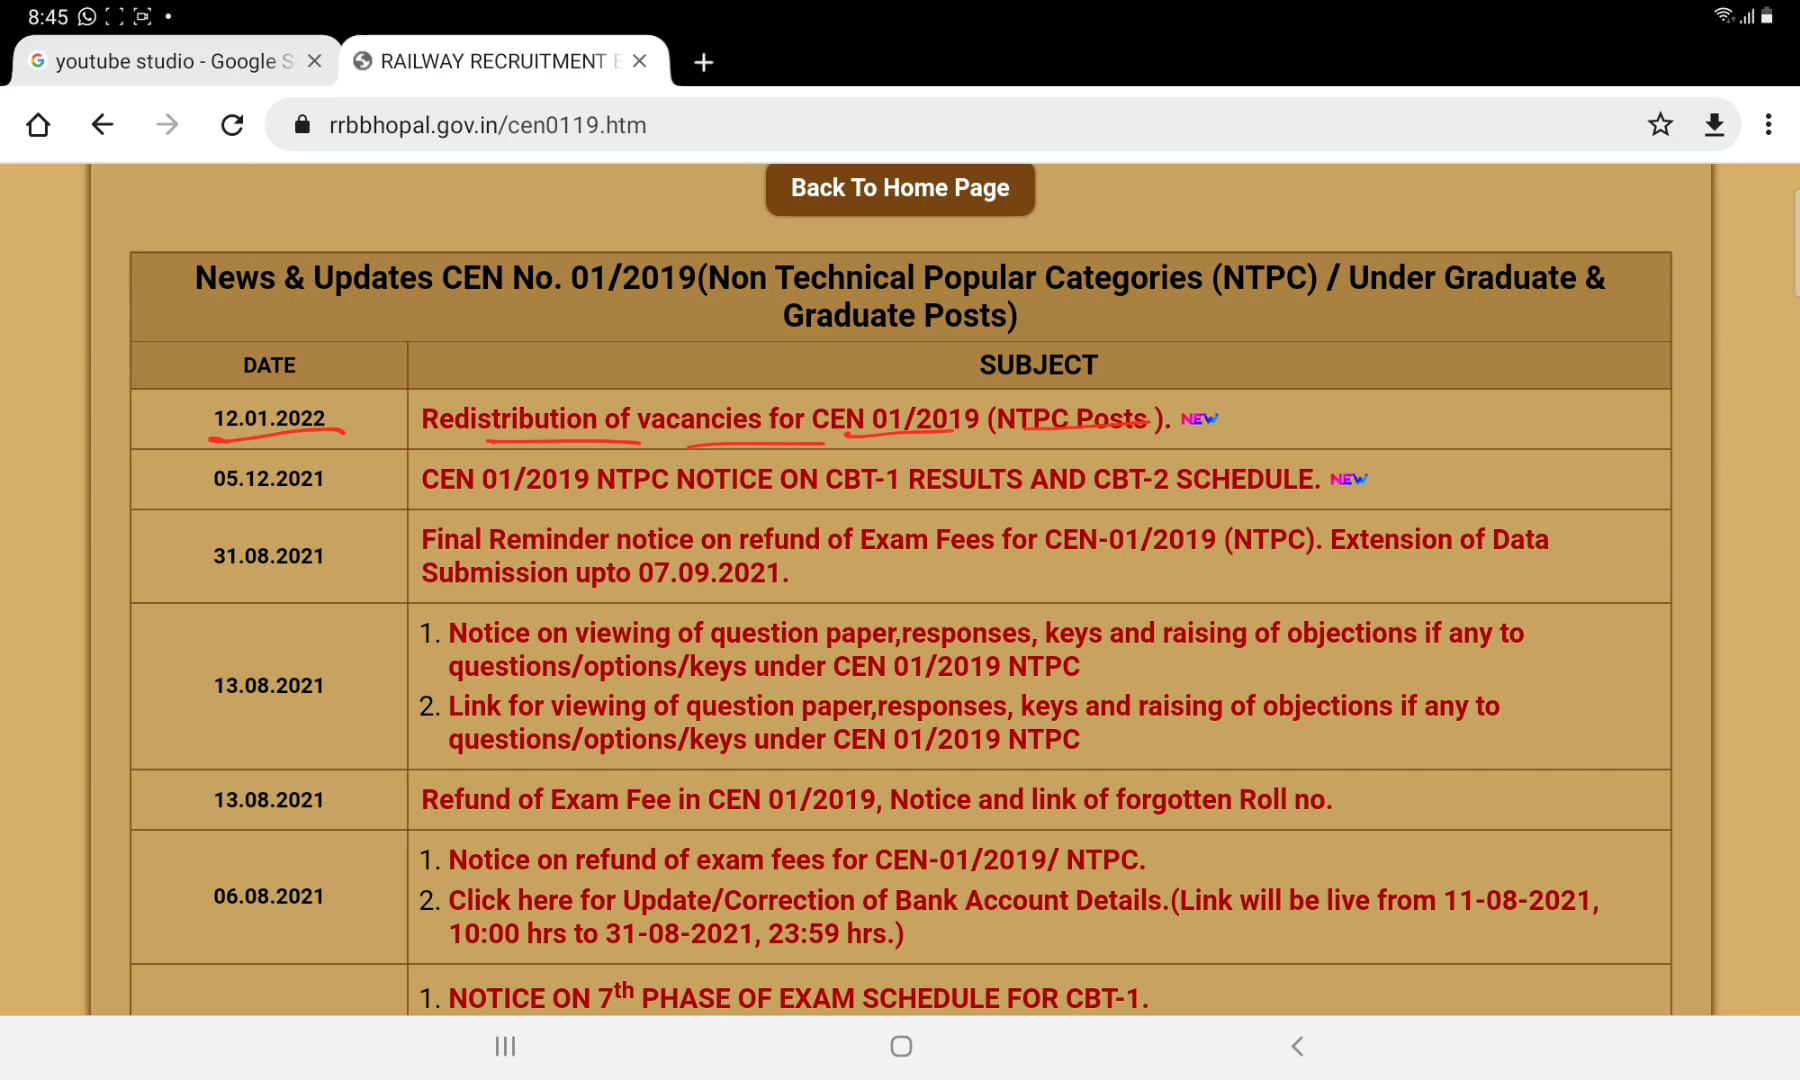 8:45
youtube studio - Google S
RAILWAY RECRUITMENT B
rrbbhopal.gov.in/cen0119.htm
Back To Home Page
News & Updates CEN No. 01/2019(Non Technical Popular Categories (NTPC) / Under Graduate &
Graduate Posts)
DATE SUBJECT
12.01.2022 Redistribution of vacancies for CEN 01/2019 (NTPC Posts ). NEW
05.12.2021 CEN 01/2019 NTPC NOTICE ON CBT-1 RESULTS AND CBT-2 SCHEDULE. NEW
31.08.2021 Final Reminder notice on refund of Exam Fees for CEN-01/2019 (NTPC). Extension of Data
Submission upto 07.09.2021.
13.08.2021
1. Notice on viewing of question paper,responses, keys and raising of objections if any to
questions/options/keys under CEN 01/2019 NTPC
2. Link for viewing of question paper,responses, keys and raising of objections if any to
questions/options/keys under CEN 01/2019 NTPC
13.08.2021 Refund of Exam Fee in CEN 01/2019, Notice and link of forgotten Roll no.
06.08.2021
1. Notice on refund of exam fees for CEN-01/2019/ NTPC.
2. Click here for Update/Correction of Bank Account Details.(Link will be live from 11-08-2021,
10:00 hrs to 31-08-2021, 23:59 hrs.)
1. NOTICE ON 7th PHASE OF EXAM SCHEDULE FOR CBT-1.